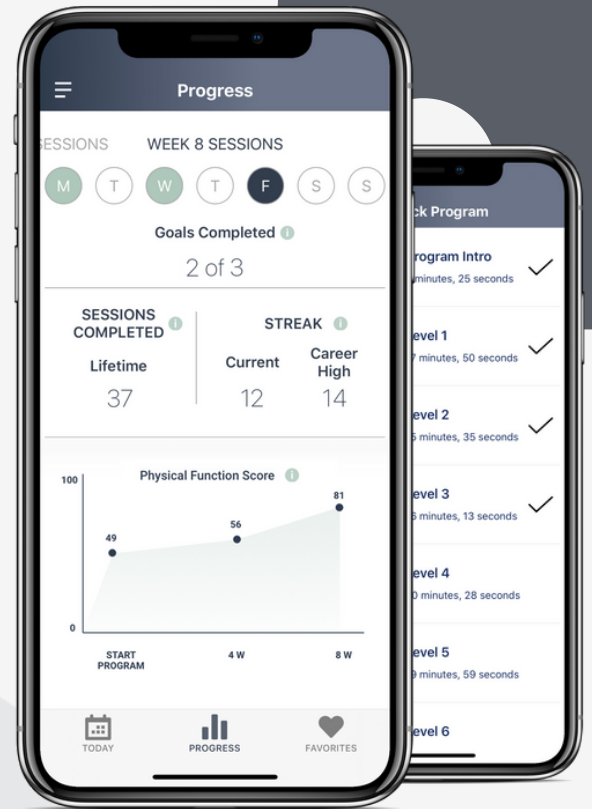 Progress
ESSIONS
WEEK 8 SESSIONS
M T W T F S S
Goals Completed i
2 of 3
SESSIONS
COMPLETED i
Lifetime
37
STREAK i
Current
Career
High
12
14
Physical Function Score i
100
0
49
56
81
START
PROGRAM
4 W
8 W
TODAY
PROGRESS
FAVORITES
ck Program
rogram Intro
minutes, 25 seconds
evel 1
7 minutes, 50 seconds
evel 2
minutes, 35 seconds
evel 3
minutes, 13 seconds
evel 4
0 minutes, 28 seconds
evel 5
9 minutes, 59 seconds
evel 6